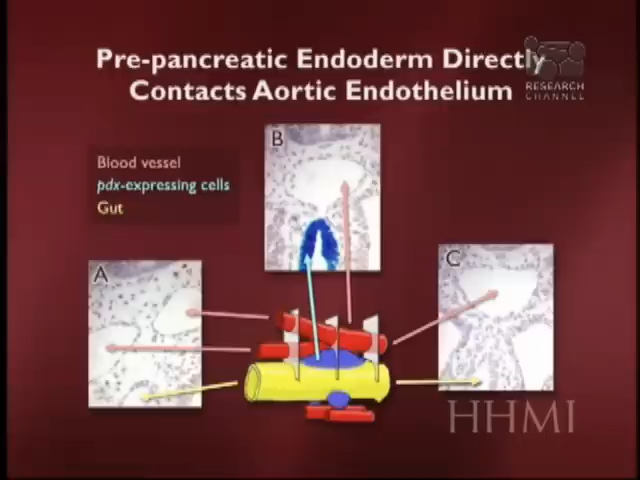 Pre-pancreatic Endoderm Directly
Contacts Aortic Endothelium
RESEARCH
CHANNEL
Blood vessel
pdx-expressing cells
Gut
B
A
C
HHMI